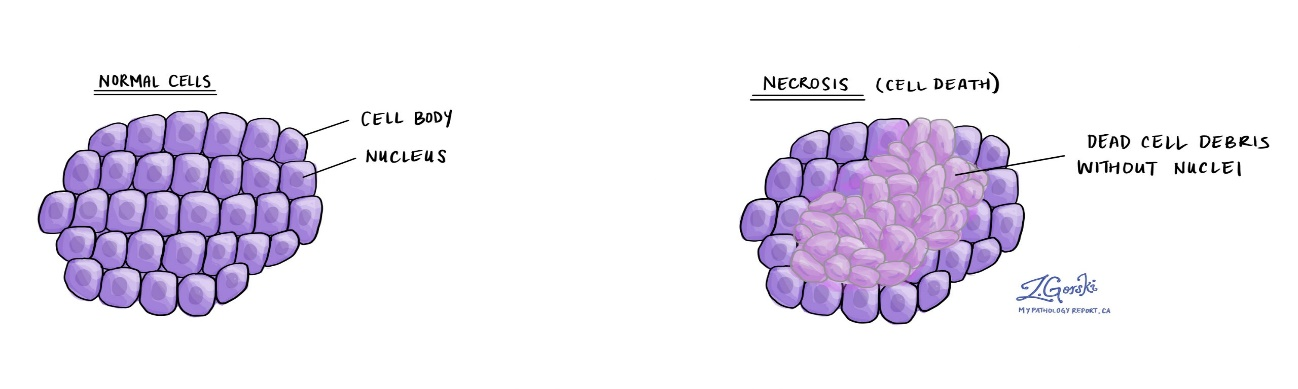 NORMAL CELLS
CELL BODY
NUCLEUS
NECROSIS (CELL DEATH)
DEAD CELL DEBRIS
WITHOUT NUCLEI
Z.Gorski
MYPATHOLOGYREPORT.CA